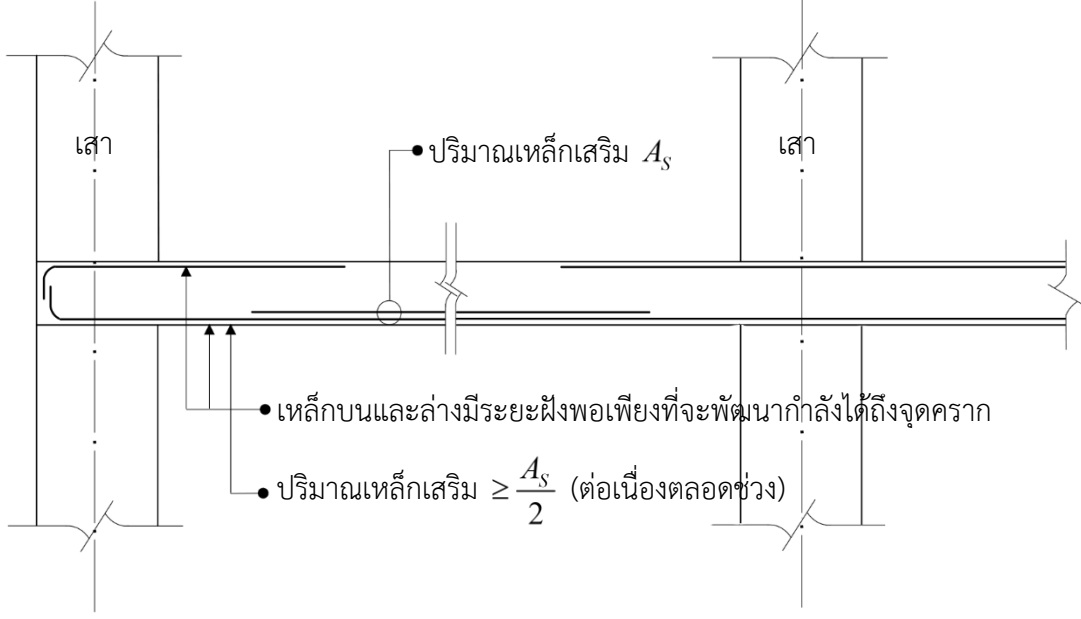 เสา
เสา
ปริมาณเหล็กเสริม A_S
เหล็กบนและล่างมีระยะฝังพอเพียงที่จะพัฒนากำลังได้ถึงจุดคราก
ปริมาณเหล็กเสริม ≥ A_S/2 (ต่อเนื่องตลอดช่วง)